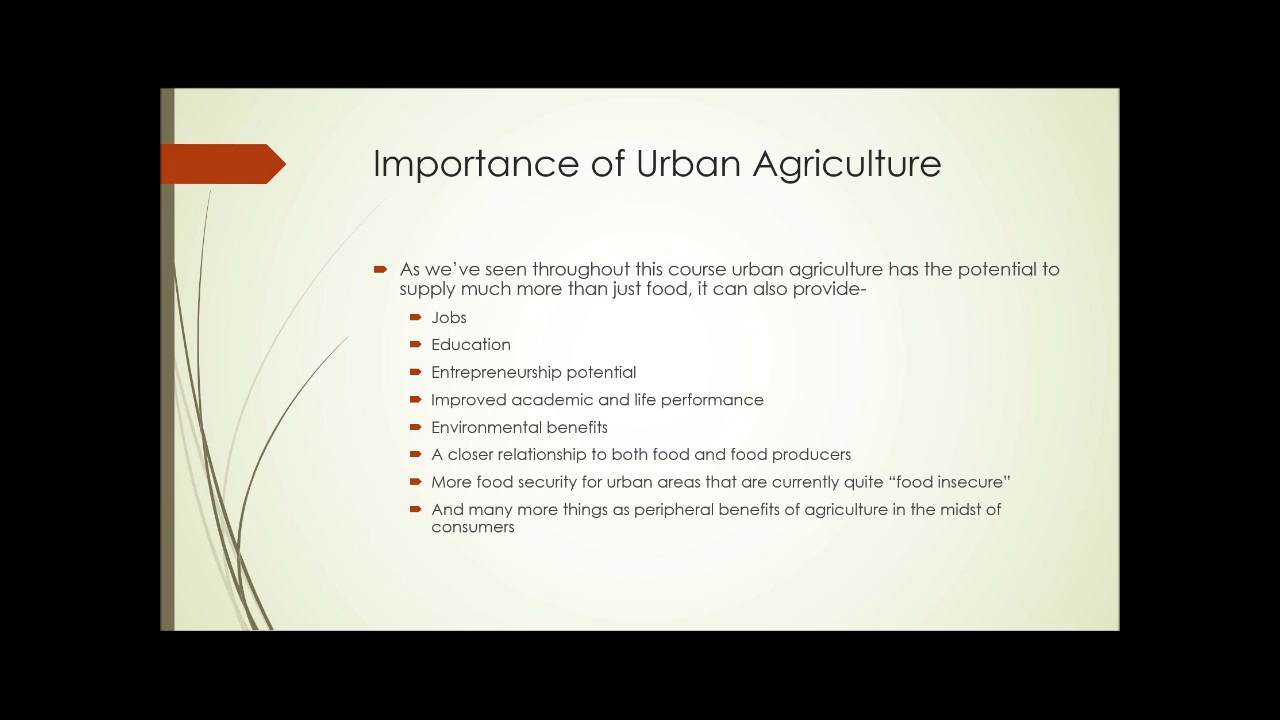 Importance of Urban Agriculture
As we’ve seen throughout this course urban agriculture has the potential to
supply much more than just food, it can also provide-
Jobs
Education
Entrepreneurship potential
Improved academic and life performance
Environmental benefits
A closer relationship to both food and food producers
More food security for urban areas that are currently quite “food insecure”
And many more things as peripheral benefits of agriculture in the midst of
consumers